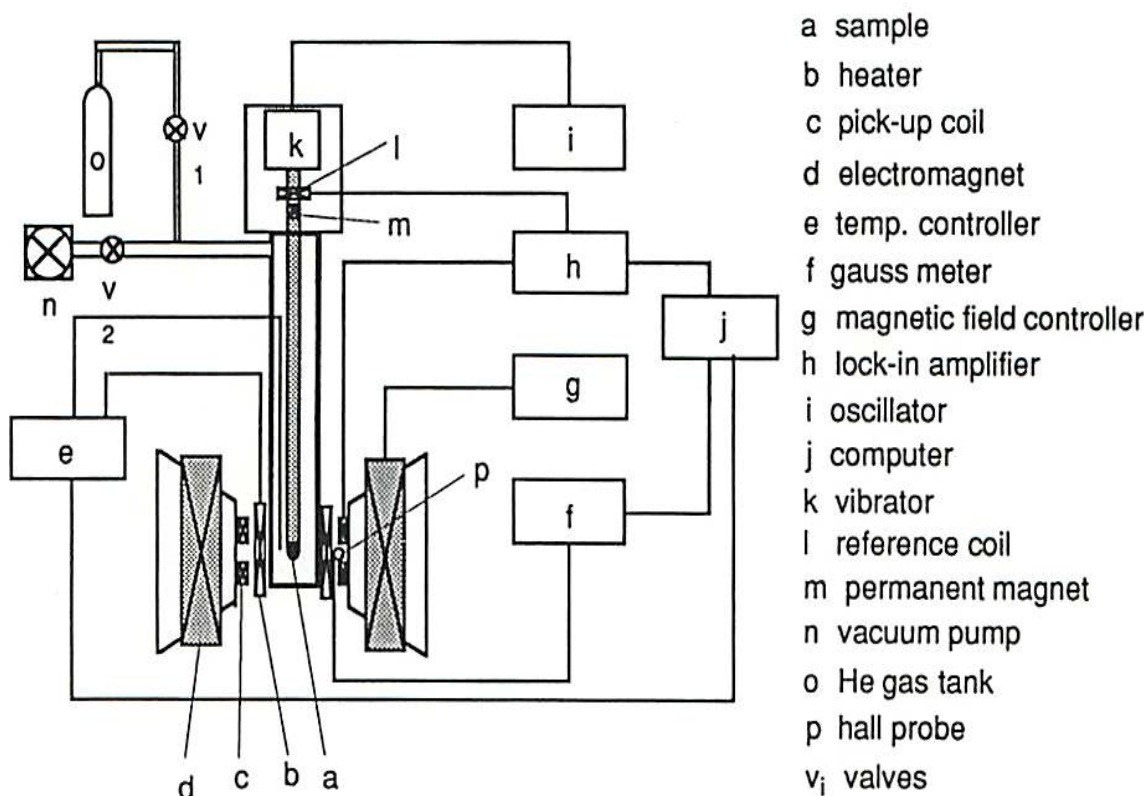 a sample
b heater
c pick-up coil
d electromagnet
e temp. controller
f gauss meter
g magnetic field controller
h lock-in amplifier
i oscillator
j computer
k vibrator
l reference coil
m permanent magnet
n vacuum pump
o He gas tank
p hall probe
vi valves
o
v
1
k
l
i
m
n
v
2
h
j
g
e
p
f
d
c
b
a